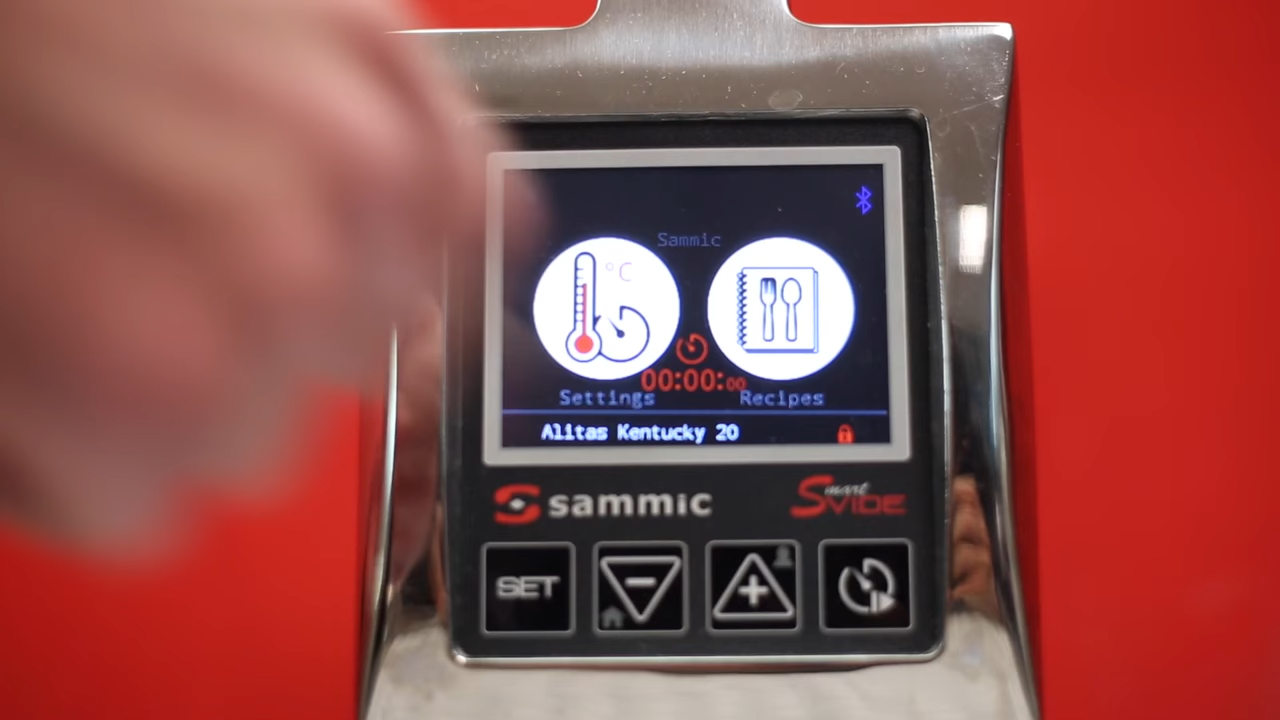 Sammic
°C
00:00:00
Settings
Recipes
Alitas Kentucky 20
sammic
Smart VIDE
SET